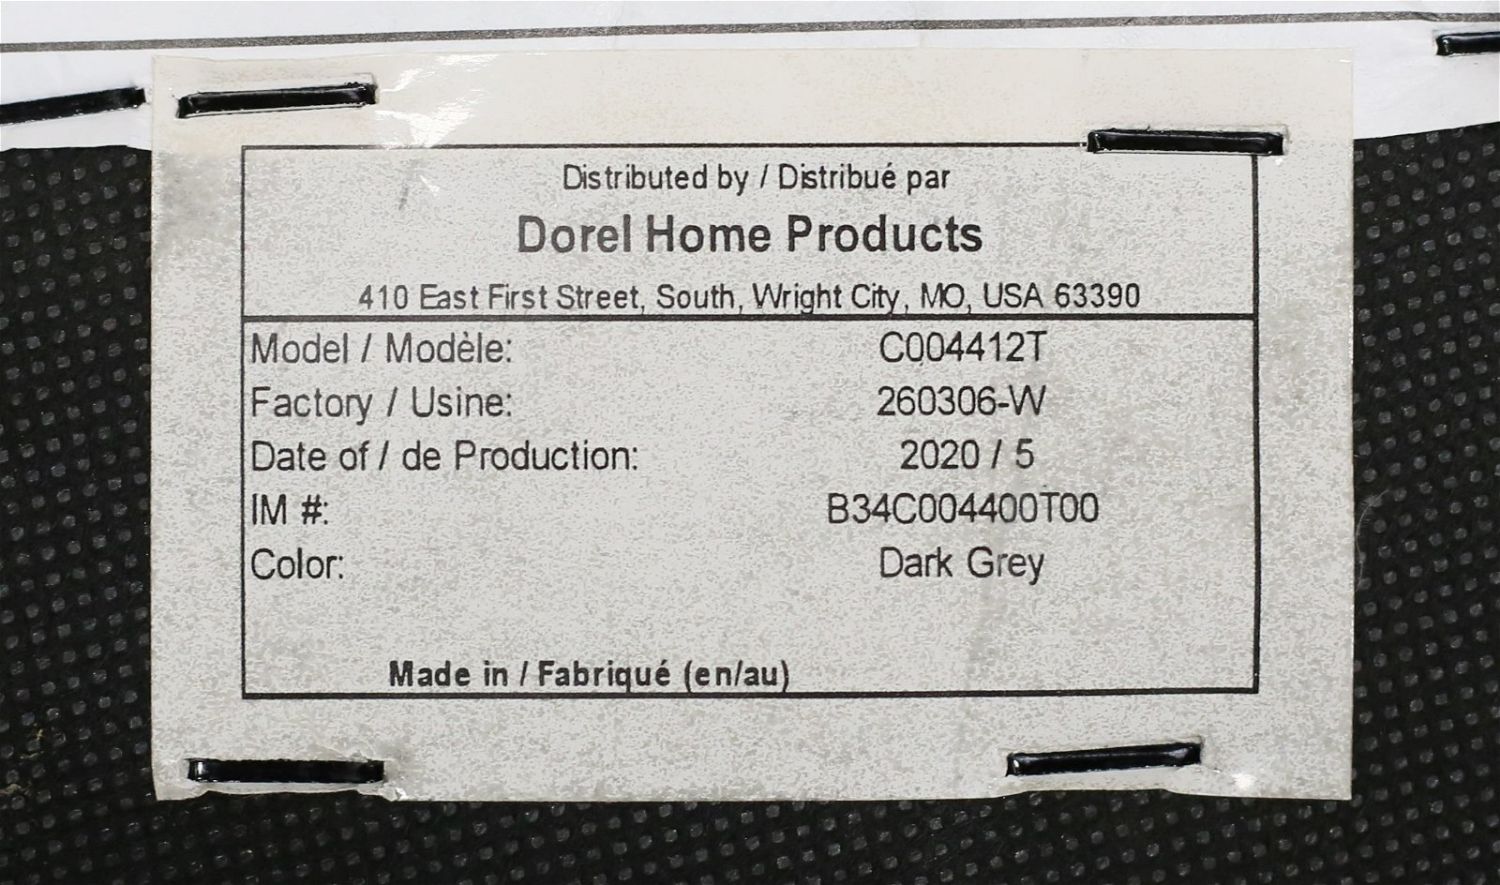 Distributed by / Distribué par
Dorel Home Products
410 East First Street, South, Wright City, MO, USA 63390
Model / Modèle: C004412T
Factory / Usine: 260306-W
Date of / de Production: 2020 / 5
IM #: B34C004400T00
Color: Dark Grey
Made in / Fabriqué (en/au)